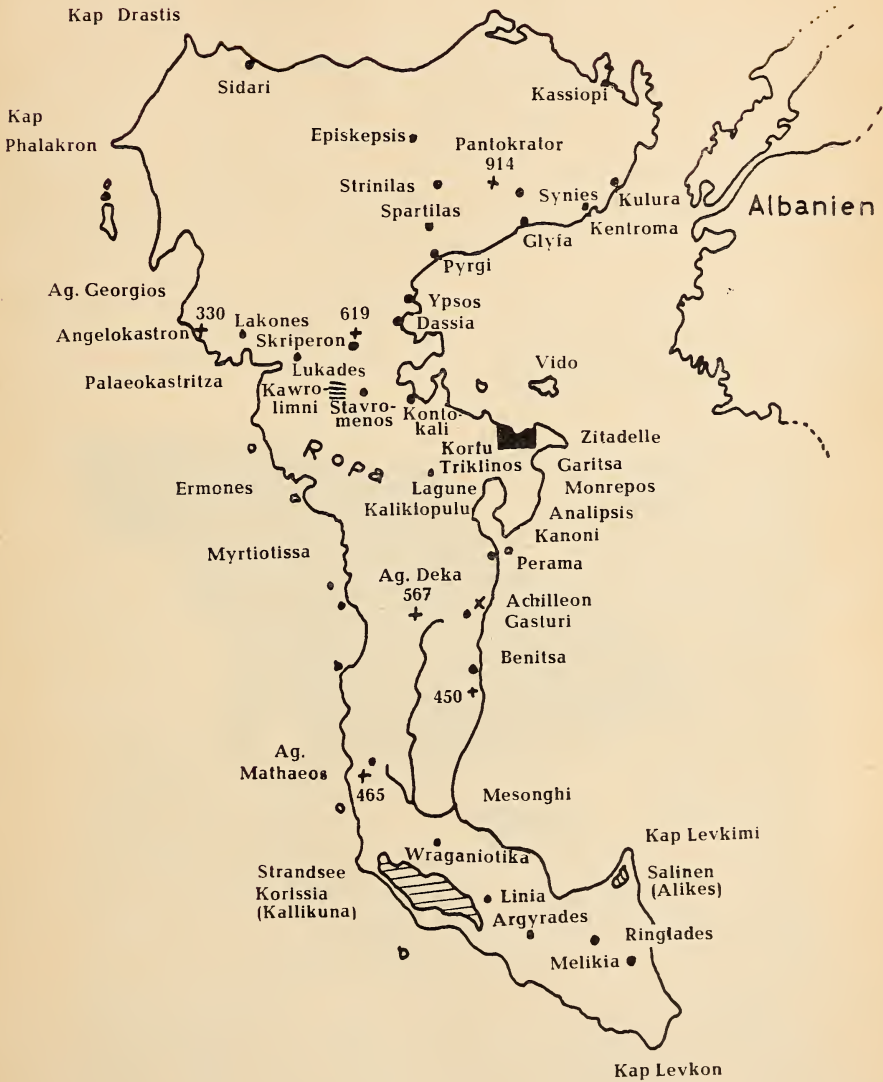 Kap Drastis
Sidari
Kassiopi
Kap
Phalakron
Episkepsis
Pantokrator
914
Strinilas
Synies
Kulura
Albanien
Spartilas
Glyfa
Kentroma
Pyrgi
Ag. Georgios
Ypsos
330
619
Dassia
Angelokastron
Lakones
Skriperon
Vido
Palaeokastritza
Lukades
Kawro-
limni
Stavro-
menos
Konto-
kali
Ropa
Korfu
Zitadelle
Triklinos
Garitsa
Ermones
Lagune
Kaliklopulu
Monrepos
Analipsis
Kanoni
Myrtiotissa
Perama
Ag. Deka
567
Achilleon
Gasturi
Benitsa
450
Ag.
Mathaeos
465
Mesonghi
Kap Levkimi
Wraganiotika
Strandsee
Korissia
(Kallikuna)
Salinen
(Alikes)
Linia
Argyrades
Ringlades
Melikia
Kap Levkon